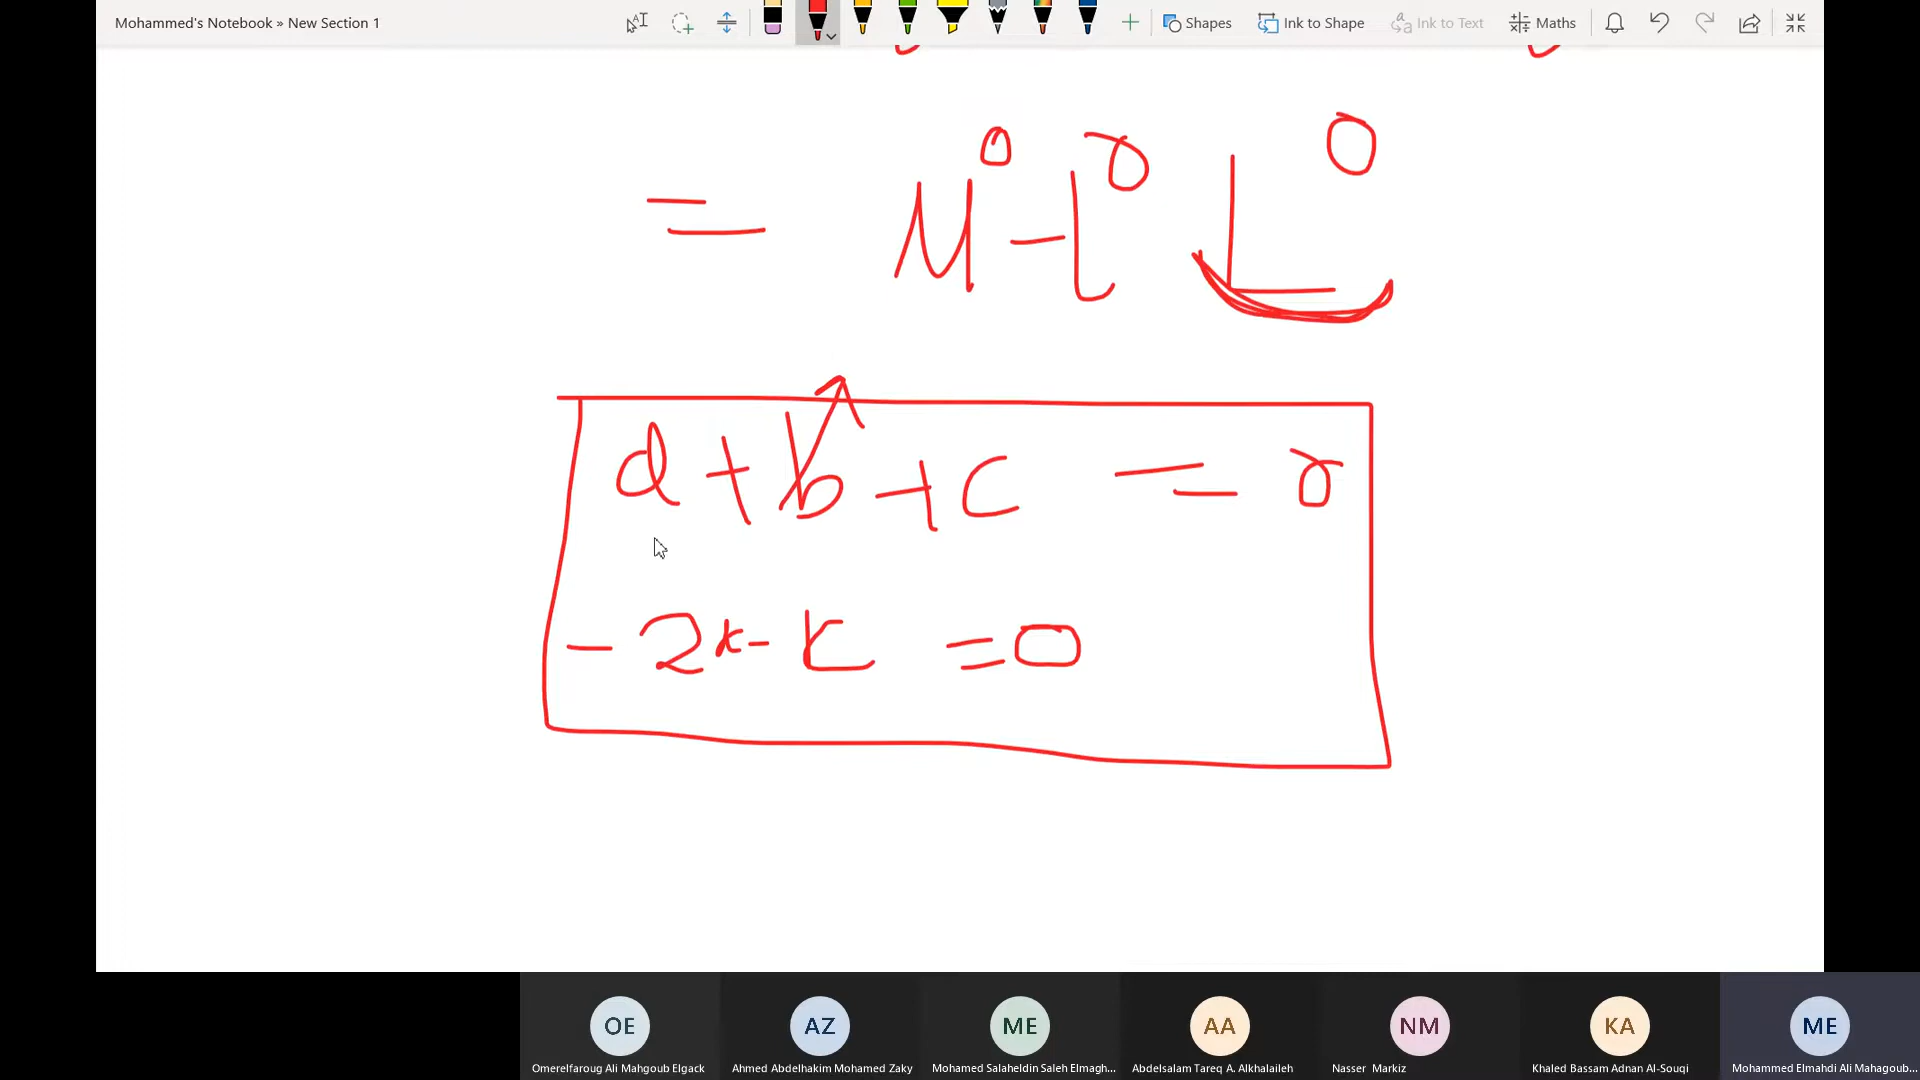 Mohammed's Notebook » New Section 1
Shapes
Ink to Shape
Ink to Text
Maths
= M⁰ L⁰
d + b + c = 0
- 2k - k = 0
OE
AZ
ME
AA
NM
KA
ME
Omerelfaroug Ali Mahgoub Elgack
Ahmed Abdelhakim Mohamed Zaky
Mohamed Salaheldin Saleh Elmagh...
Abdelsalam Tareq A. Alkhalaileh
Nasser Markiz
Khaled Bassam Adnan Al-Souqi
Mohammed Elmahdi Ali Mahagoub...